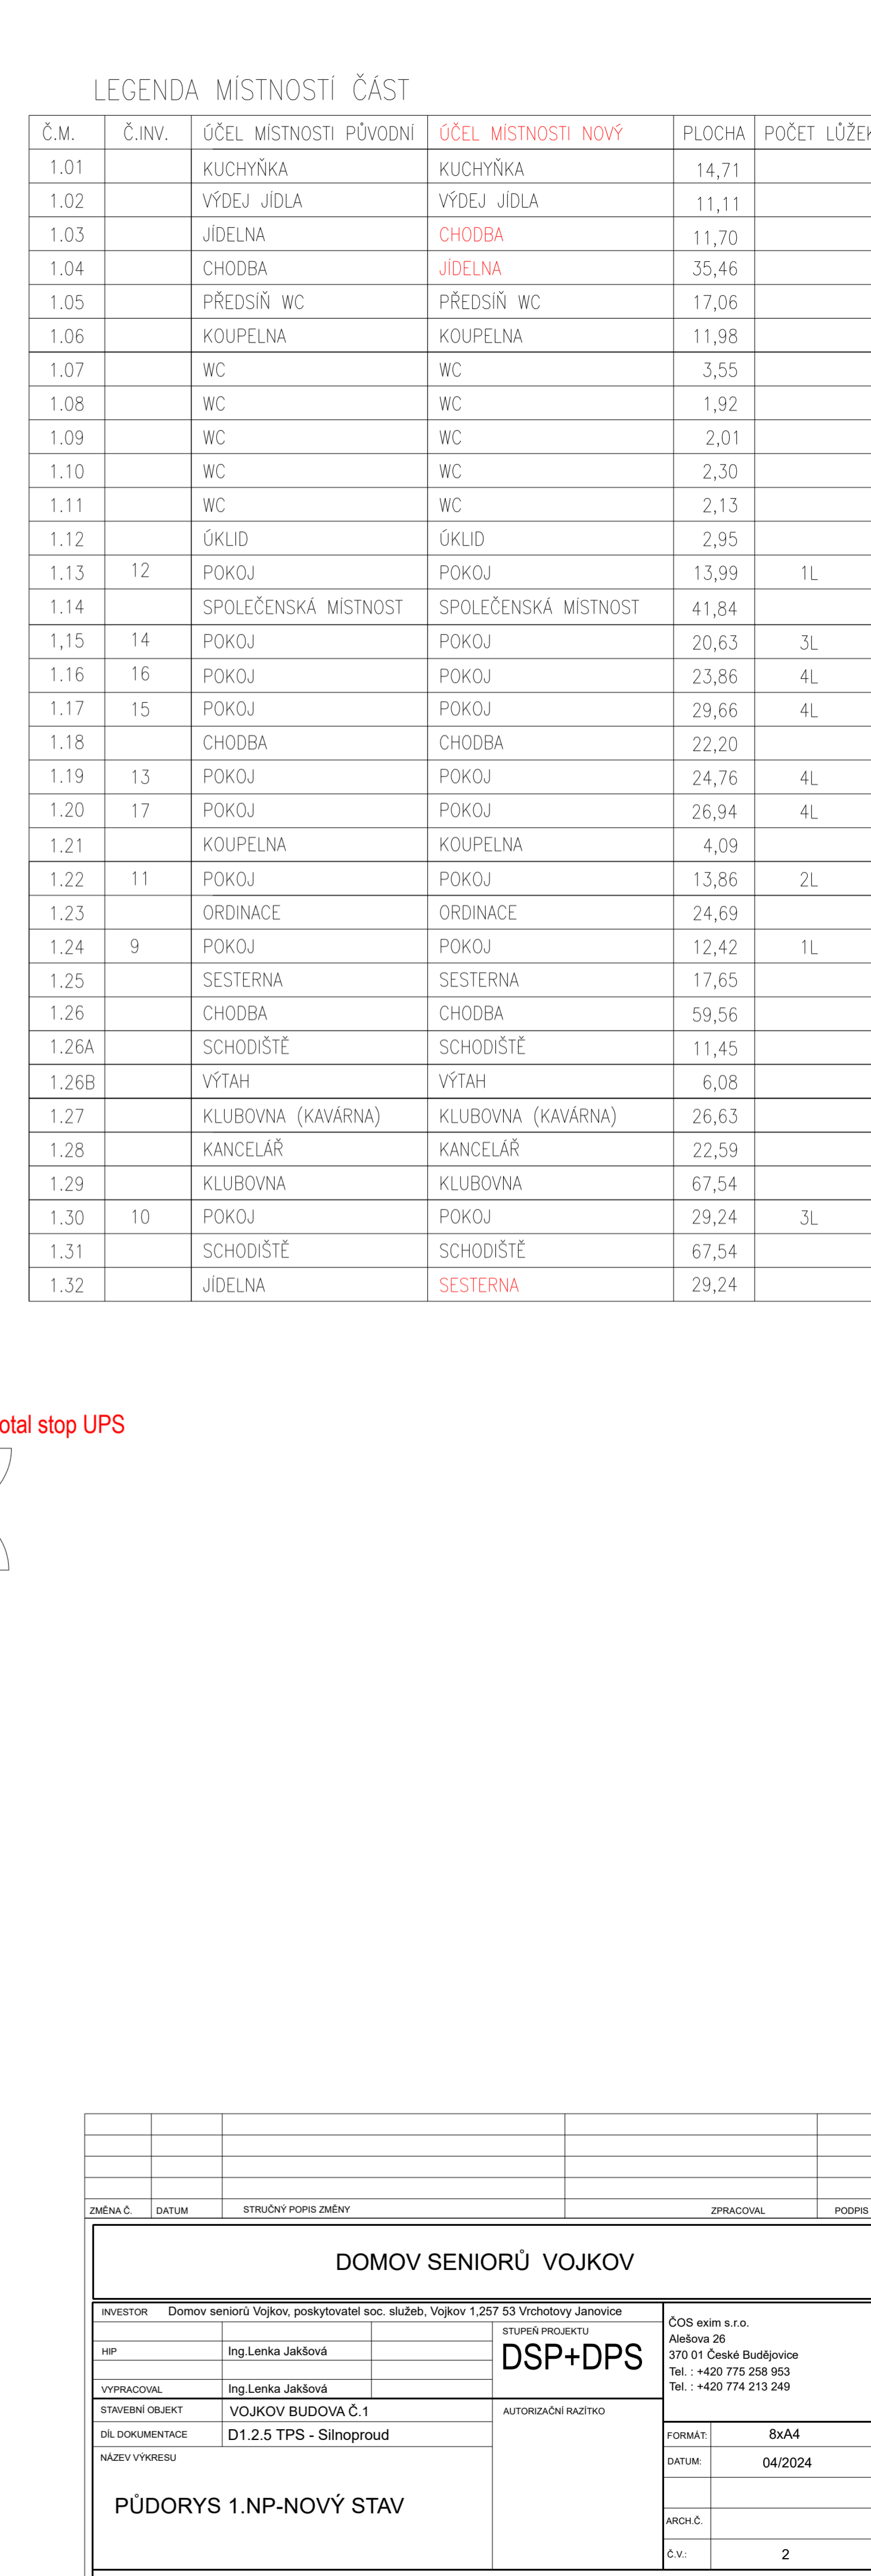 LEGENDA MÍSTNOSTÍ ČÁST
Č.M. Č.INV. ÚČEL MÍSTNOSTI PŮVODNÍ ÚČEL MÍSTNOSTI NOVÝ PLOCHA POČET LŮŽEK
1.01 KUCHYŇKA KUCHYŇKA 14,71
1.02 VÝDEJ JÍDLA VÝDEJ JÍDLA 11,11
1.03 JÍDELNA CHODBA 11,70
1.04 CHODBA JÍDELNA 35,46
1.05 PŘEDSÍŇ WC PŘEDSÍŇ WC 17,06
1.06 KOUPELNA KOUPELNA 11,98
1.07 WC WC 3,55
1.08 WC WC 1,92
1.09 WC WC 2,01
1.10 WC WC 2,30
1.11 WC WC 2,13
1.12 ÚKLID ÚKLID 2,95
1.13 12 POKOJ POKOJ 13,99 1L
1.14 SPOLEČENSKÁ MÍSTNOST SPOLEČENSKÁ MÍSTNOST 41,84
1,15 14 POKOJ POKOJ 20,63 3L
1.16 16 POKOJ POKOJ 23,86 4L
1.17 15 POKOJ POKOJ 29,66 4L
1.18 CHODBA CHODBA 22,20
1.19 13 POKOJ POKOJ 24,76 4L
1.20 17 POKOJ POKOJ 26,94 4L
1.21 KOUPELNA KOUPELNA 4,09
1.22 11 POKOJ POKOJ 13,86 2L
1.23 ORDINACE ORDINACE 24,69
1.24 9 POKOJ POKOJ 12,42 1L
1.25 SESTERNA SESTERNA 17,65
1.26 CHODBA CHODBA 59,56
1.26A SCHODIŠTĚ SCHODIŠTĚ 11,45
1.26B VÝTAH VÝTAH 6,08
1.27 KLUBOVNA (KAVÁRNA) KLUBOVNA (KAVÁRNA) 26,63
1.28 KANCELÁŘ KANCELÁŘ 22,59
1.29 KLUBOVNA KLUBOVNA 67,54
1.30 10 POKOJ POKOJ 29,24 3L
1.31 SCHODIŠTĚ SCHODIŠTĚ 67,54
1.32 JÍDELNA SESTERNA 29,24
otal stop UPS
ZMĚNA Č. DATUM STRUČNÝ POPIS ZMĚNY ZPRACOVAL PODPIS
DOMOV SENIORŮ VOJKOV
INVESTOR Domov seniorů Vojkov, poskytovatel soc. služeb, Vojkov 1,257 53 Vrchotovy Janovice
STUPEŇ PROJEKTU
DSP+DPS
HIP Ing.Lenka Jakšová
VYPRACOVAL Ing.Lenka Jakšová
ČOS exim s.r.o.
Alešova 26
370 01 České Budějovice
Tel. : +420 775 258 953
Tel. : +420 774 213 249
STAVEBNÍ OBJEKT VOJKOV BUDOVA Č.1
AUTORIZAČNÍ RAZÍTKO
DÍL DOKUMENTACE D1.2.5 TPS - Silnoproud
FORMÁT: 8xA4
NÁZEV VÝKRESU
DATUM: 04/2024
PŮDORYS 1.NP-NOVÝ STAV
ARCH.Č.
Č.V.: 2